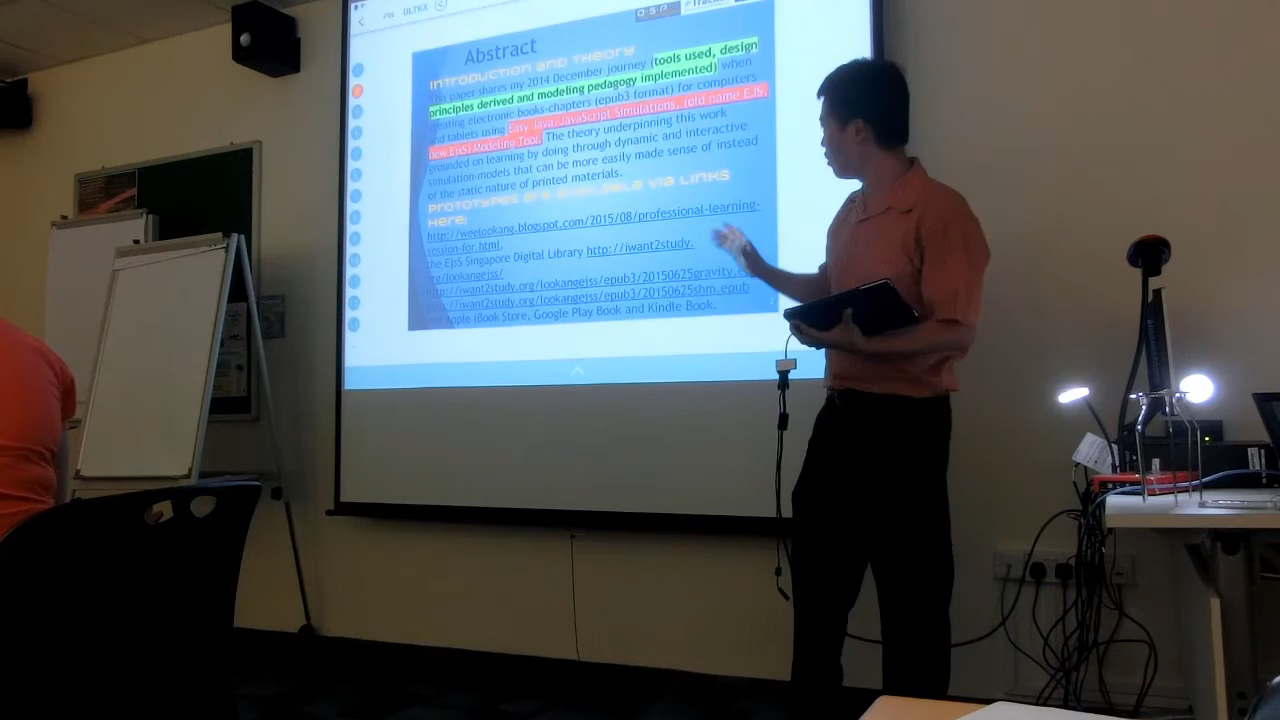 O-S-P
Tracker
Abstract
Introduction and Theory
This paper shares my 2014 December journey (tools used, design
principles derived and modeling pedagogy implemented) when
creating electronic books-chapters (epub3 format) for computers
and tablets using Easy Java/JavaScript Simulations, (old name EJS,
new EjsS) Modeling Tool. The theory underpinning this work
grounded on learning by doing through dynamic and interactive
simulation-models that can be more easily made sense of instead
of the static nature of printed materials.
Prototypes are available via links
Here:
http://weelookang.blogspot.com/2015/08/professional-learning-
session-for.html,
the EjsS Singapore Digital Library http://iwant2study.
org/lookangejss/
http://iwant2study.org/lookangejss/epub3/20150625gravity.e
http://iwant2study.org/lookangejss/epub3/20150625shm.epub
Apple iBook Store, Google Play Book and Kindle Book.